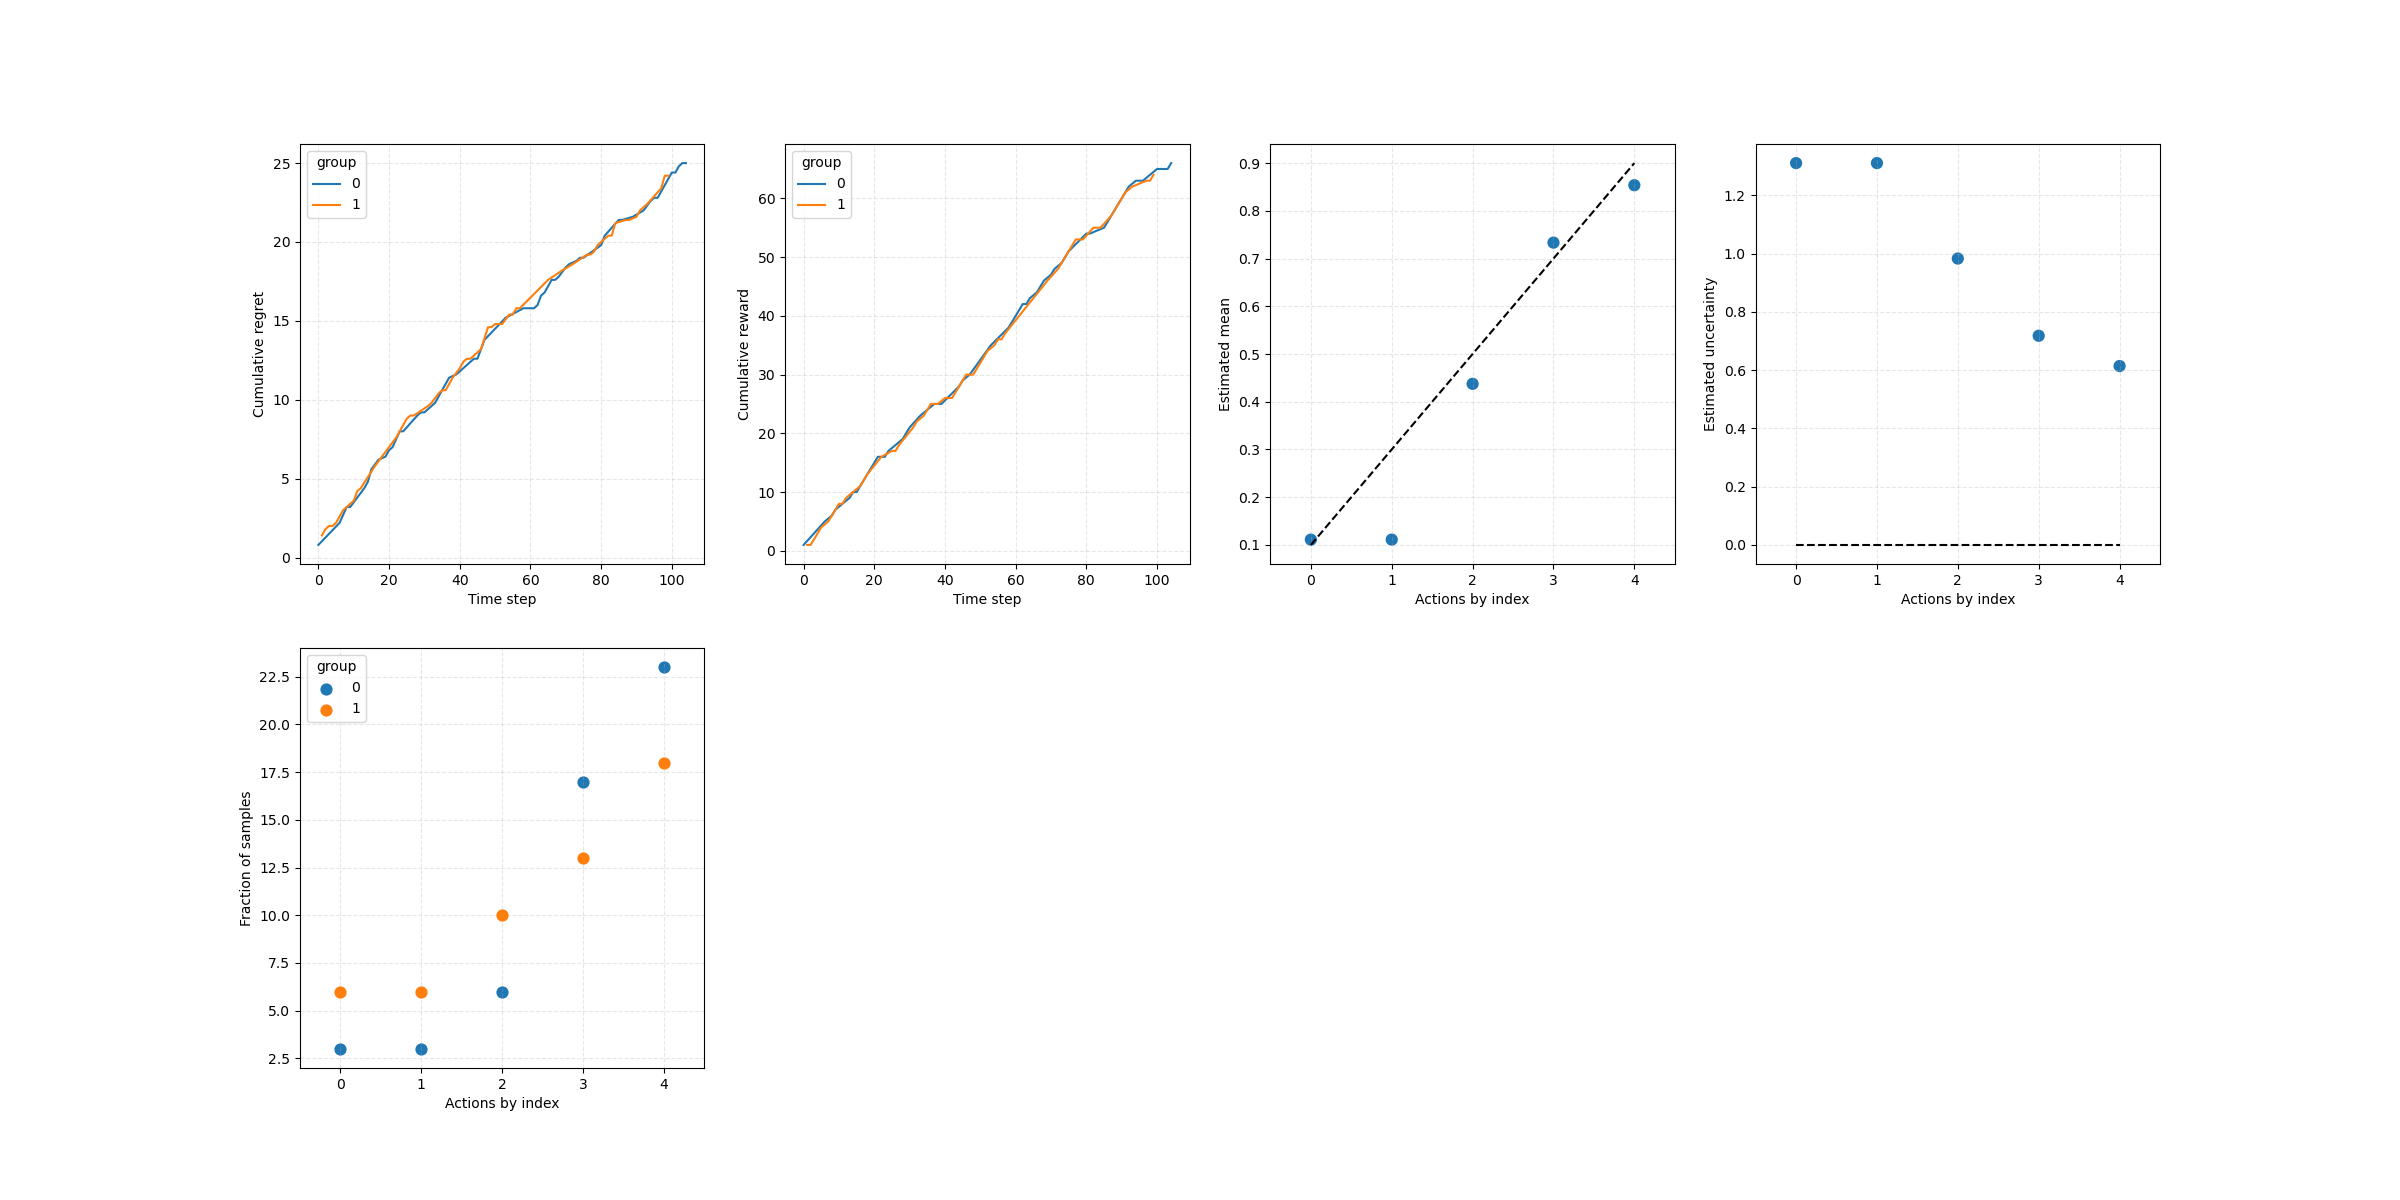 group
0
1
25
20
15
10
5
0
Cumulative regret
0 20 40 60 80 100
Time step
group
0
1
60
50
40
30
20
10
0
Cumulative reward
0 20 40 60 80 100
Time step
0.9
0.8
0.7
0.6
0.5
0.4
0.3
0.2
0.1
Estimated mean
0 1 2 3 4
Actions by index
1.2
1.0
0.8
0.6
0.4
0.2
0.0
Estimated uncertainty
0 1 2 3 4
Actions by index
group
0
1
22.5
20.0
17.5
15.0
12.5
10.0
7.5
5.0
2.5
Fraction of samples
0 1 2 3 4
Actions by index